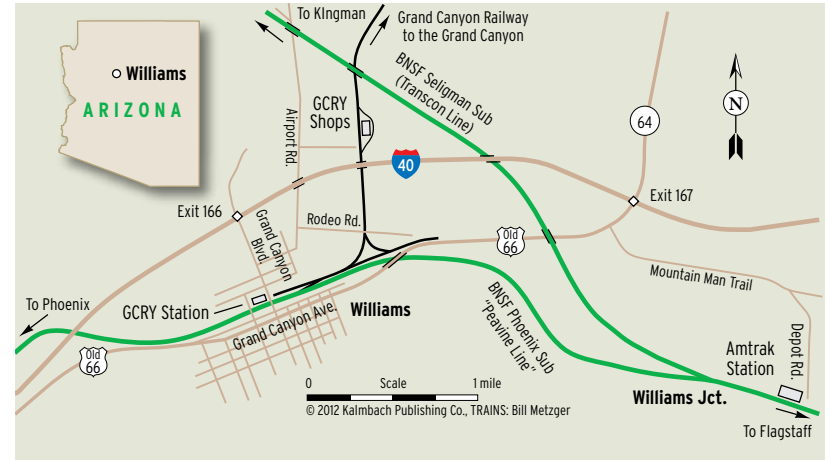 To KIngman
Grand Canyon Railway
to the Grand Canyon
Williams
ARIZONA
GCRY
Shops
BNSF Seligman Sub
(Transcon Line)
Airport Rd.
64
N
40
Exit 166
Exit 167
Grand Canyon
Blvd.
Rodeo Rd.
Old
66
Mountain Man Trail
To Phoenix
GCRY Station
Williams
Grand Canyon Ave.
BNSF Phoenix Sub
"Peavine Line"
Old
66
Depot Rd.
Amtrak
Station
0 Scale 1 mile
© 2012 Kalmbach Publishing Co., TRAINS: Bill Metzger
Williams Jct.
To Flagstaff